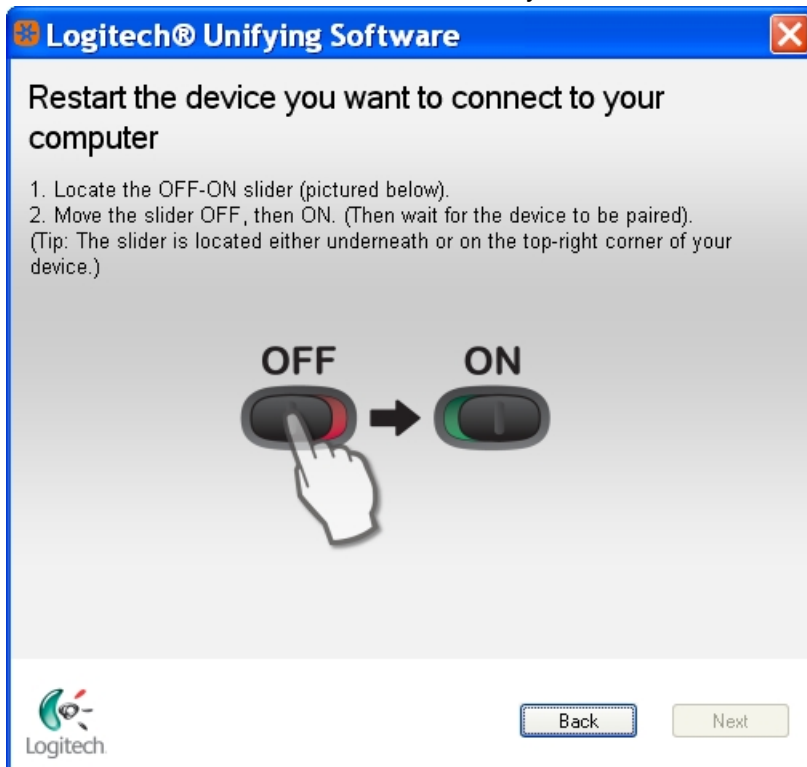 Logitech® Unifying Software
Restart the device you want to connect to your
computer
1. Locate the OFF-ON slider (pictured below).
2. Move the slider OFF, then ON. (Then wait for the device to be paired).
(Tip: The slider is located either underneath or on the top-right corner of your
device.)
OFF ON
Logitech
Back Next